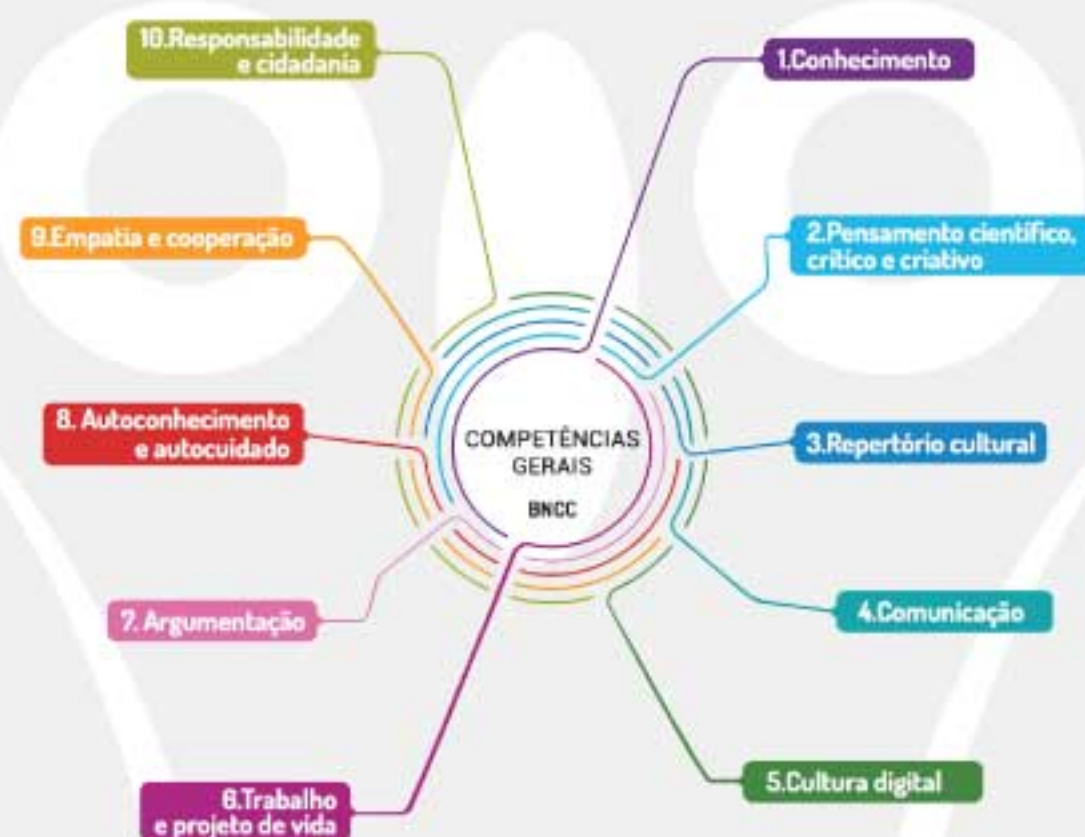 1.Conhecimento
2.Pensamento científico,
crítico e criativo
3.Repertório cultural
4.Comunicação
5.Cultura digital
6.Trabalho
e projeto de vida
7. Argumentação
8. Autoconhecimento
e autocuidado
9.Empatia e cooperação
10.Responsabilidade
e cidadania
COMPETÊNCIAS
GERAIS
BNCC